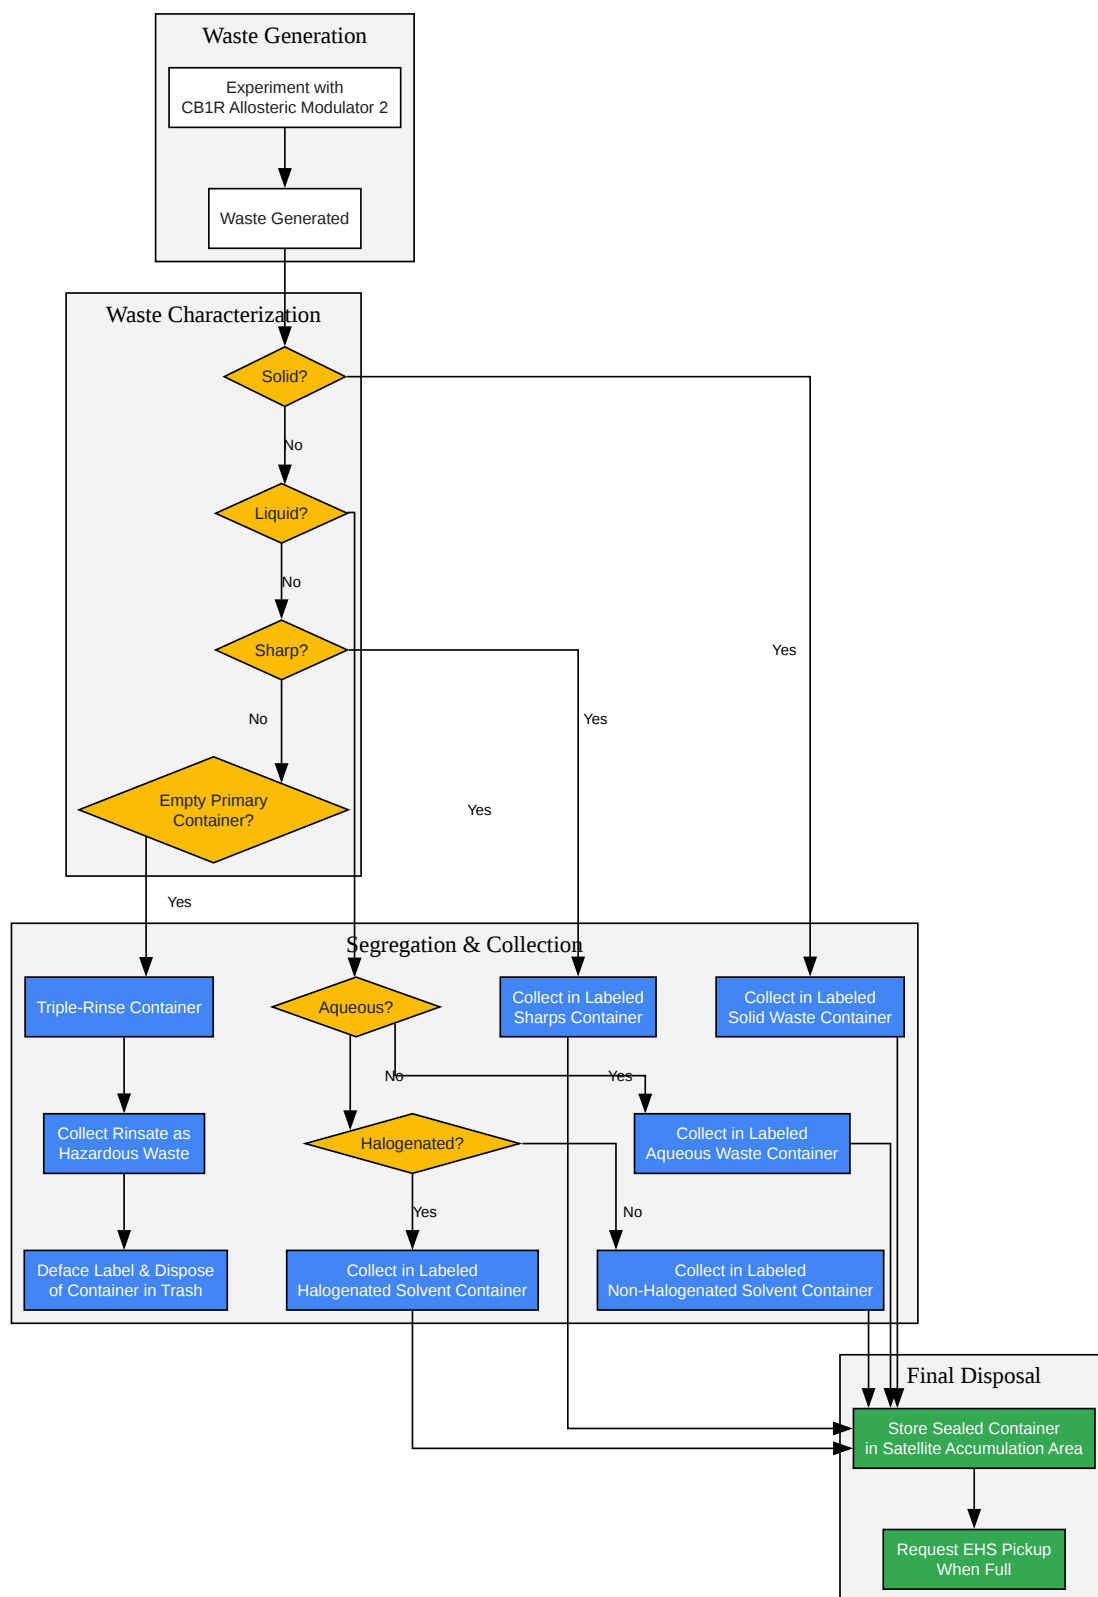 Waste Generation
Experiment with
CB1R Allosteric Modulator 2
Waste Generated
Waste Characterization
Solid?
No
Liquid?
No
Sharp?
Yes
No
Yes
Empty Primary
Container?
Yes
Yes
Segregation & Collection
Triple-Rinse Container
Aqueous?
Collect in Labeled
Sharps Container
Collect in Labeled
Solid Waste Container
No
Yes
Collect Rinsate as
Hazardous Waste
Halogenated?
Collect in Labeled
Aqueous Waste Container
Yes
No
Deface Label & Dispose
of Container in Trash
Collect in Labeled
Halogenated Solvent Container
Collect in Labeled
Non-Halogenated Solvent Container
Final Disposal
Store Sealed Container
in Satellite Accumulation Area
Request EHS Pickup
When Full